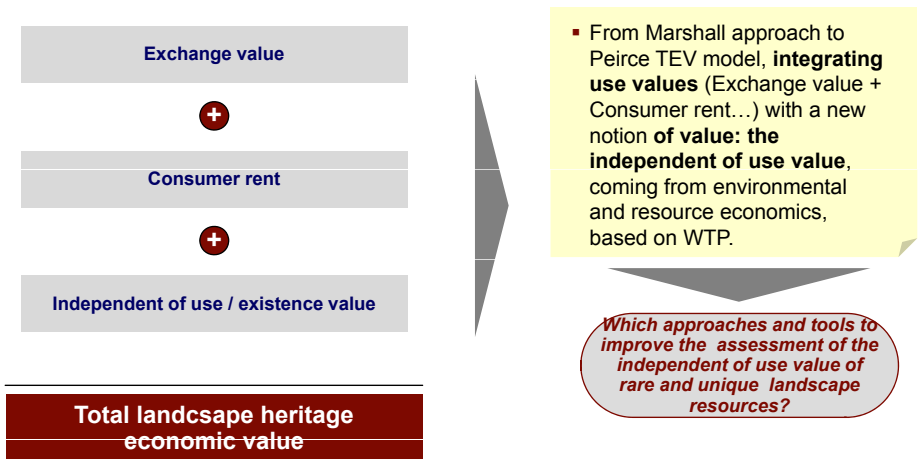 Exchange value
+
Consumer rent
+
Independent of use / existence value
Total landcsape heritage
economic value
▪ From Marshall approach to
Peirce TEV model, integrating
use values (Exchange value +
Consumer rent…) with a new
notion of value: the
independent of use value,
coming from environmental
and resource economics,
based on WTP.
Which approaches and tools to
improve the assessment of the
independent of use value of
rare and unique landscape
resources?